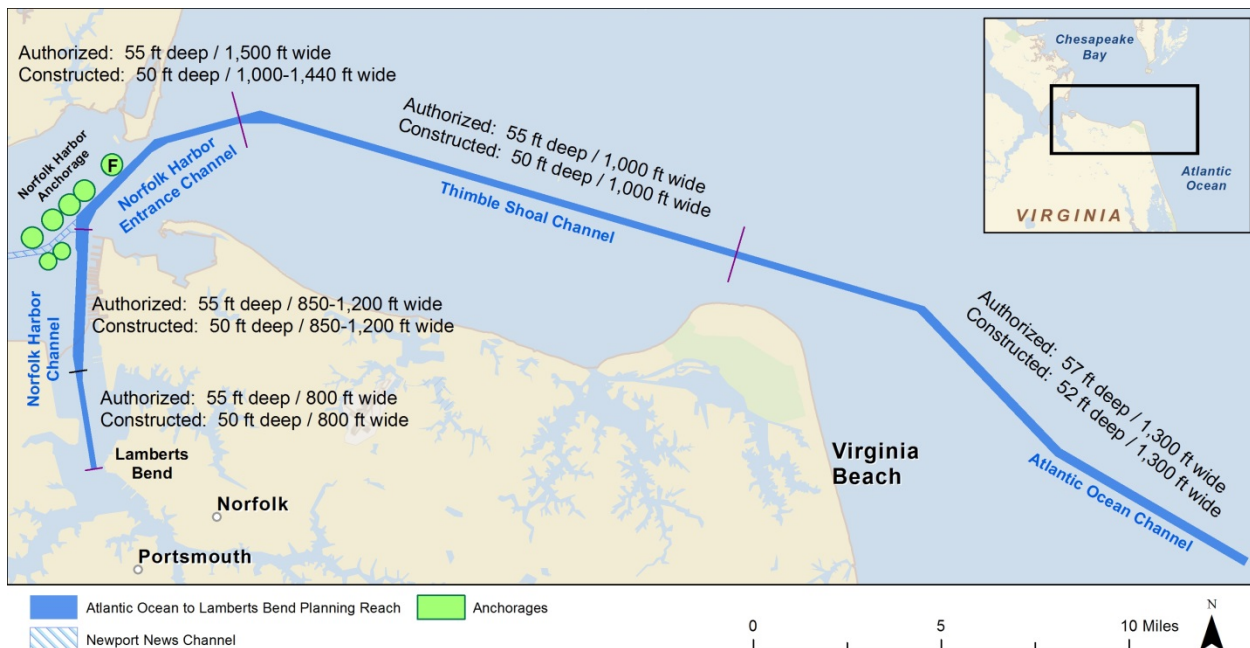 Authorized: 55 ft deep / 1,500 ft wide
Constructed: 50 ft deep / 1,000-1,440 ft wide
Chesapeake
Bay
Atlantic
Ocean
VIRGINIA
Authorized: 55 ft deep / 1,000 ft wide
Constructed: 50 ft deep / 1,000 ft wide
Thimble Shoal Channel
Norfolk Harbor
Anchorage
F
Norfolk Harbor
Entrance Channel
Authorized: 55 ft deep / 850-1,200 ft wide
Constructed: 50 ft deep / 850-1,200 ft wide
Norfolk Harbor
Channel
Authorized: 55 ft deep / 800 ft wide
Constructed: 50 ft deep / 800 ft wide
Lamberts
Bend
Norfolk
Portsmouth
Virginia
Beach
Authorized: 57 ft deep / 1,300 ft wide
Constructed: 52 ft deep / 1,300 ft wide
Atlantic Ocean Channel
Atlantic Ocean to Lamberts Bend Planning Reach
Anchorages
Newport News Channel
0
5
10 Miles
N